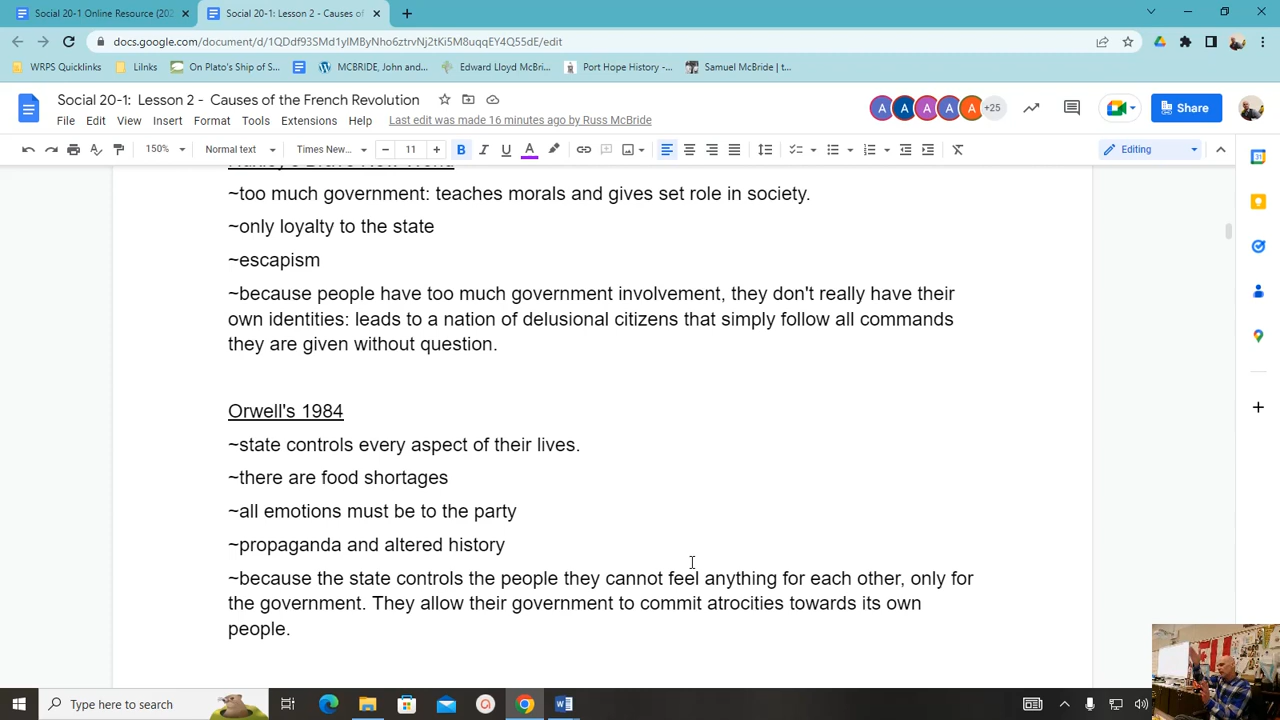 Social 20-1 Online Resource (202
Social 20-1: Lesson 2 - Causes of
docs.google.com/document/d/1QDdf93SMd1ylMByNho6ztrvNj2tKi5M8uqqEY4Q55dE/edit
WRPS Quicklinks
LiInks
On Plato's Ship of S...
MCBRIDE, John and...
Edward Lloyd McBri...
Port Hope History -...
Samuel McBride | t...
Social 20-1: Lesson 2 - Causes of the French Revolution
A A A A A +25
Share
File Edit View Insert Format Tools Extensions Help Last edit was made 16 minutes ago by Russ McBride
150% Normal text Times New... - 11 + B I U A Editing
~too much government: teaches morals and gives set role in society.
~only loyalty to the state
~escapism
~because people have too much government involvement, they don't really have their
own identities: leads to a nation of delusional citizens that simply follow all commands
they are given without question.
Orwell's 1984
~state controls every aspect of their lives.
~there are food shortages
~all emotions must be to the party
~propaganda and altered history
~because the state controls the people they cannot feel anything for each other, only for
the government. They allow their government to commit atrocities towards its own
people.
Type here to search